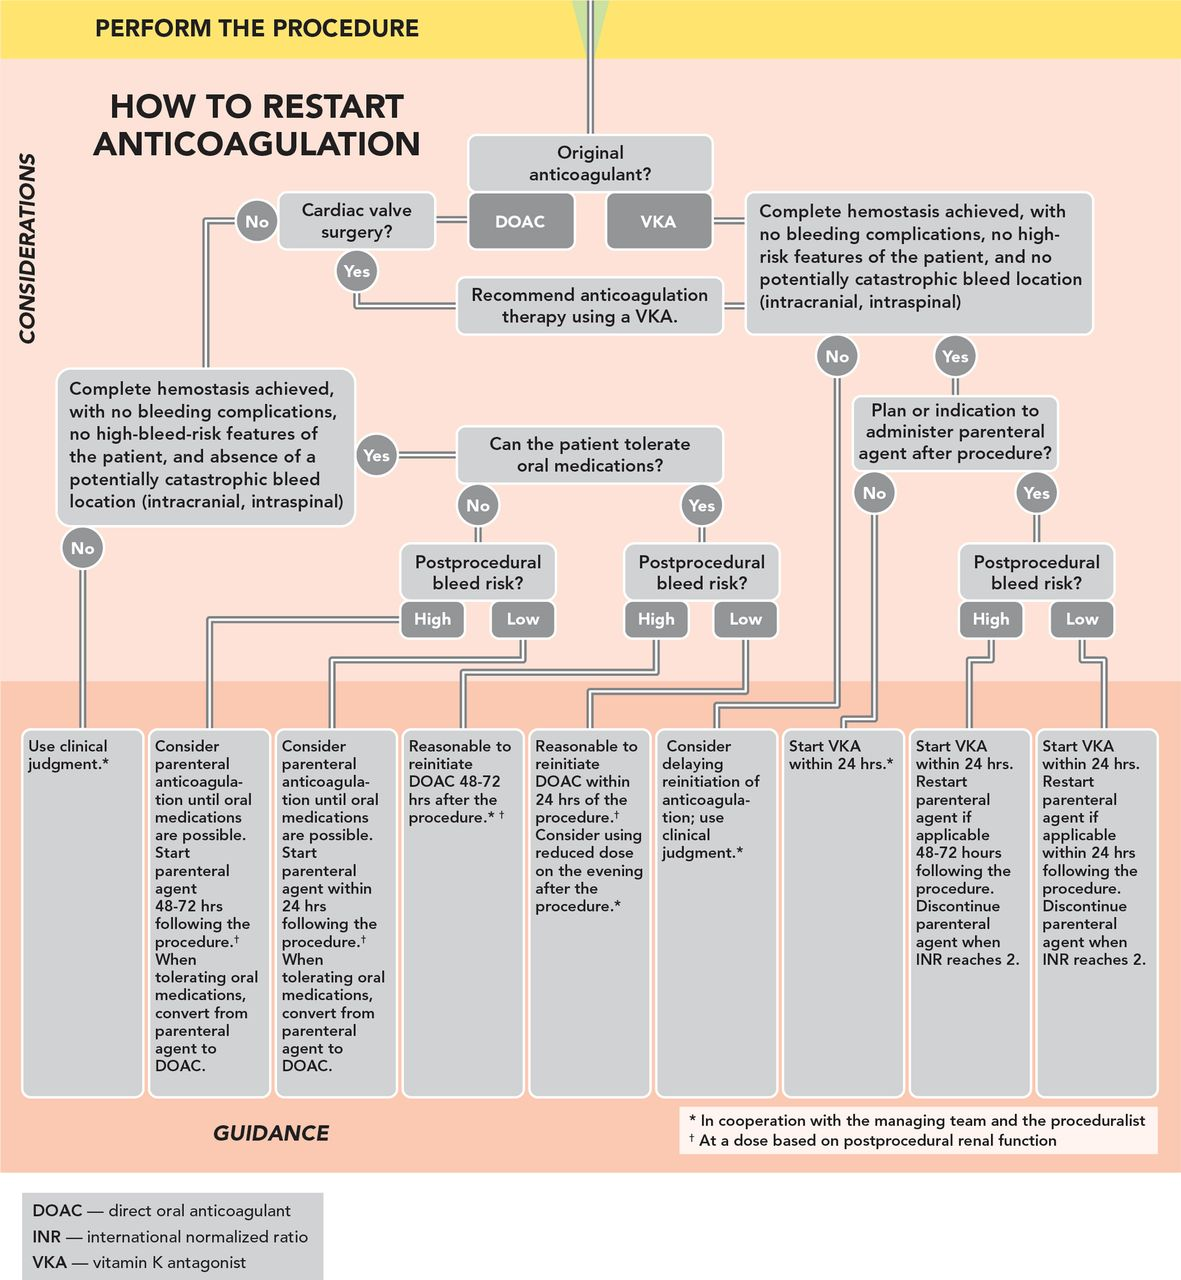 PERFORM THE PROCEDURE
HOW TO RESTART
ANTICOAGULATION
CONSIDERATIONS
Original
anticoagulant?
DOAC
VKA
Cardiac valve
surgery?
No
Yes
Recommend anticoagulation
therapy using a VKA.
Complete hemostasis achieved, with
no bleeding complications, no high-
risk features of the patient, and no
potentially catastrophic bleed location
(intracranial, intraspinal)
No
Yes
Plan or indication to
administer parenteral
agent after procedure?
No
Yes
Complete hemostasis achieved,
with no bleeding complications,
no high-bleed-risk features of
the patient, and absence of a
potentially catastrophic bleed
location (intracranial, intraspinal)
Yes
No
Can the patient tolerate
oral medications?
No
Yes
Postprocedural
bleed risk?
High
Low
Postprocedural
bleed risk?
High
Low
Postprocedural
bleed risk?
High
Low
Use clinical
judgment.*
Consider
parenteral
anticoagula-
tion until oral
medications
are possible.
Start
parenteral
agent
48-72 hrs
following the
procedure.†
When
tolerating oral
medications,
convert from
parenteral
agent to
DOAC.
Consider
parenteral
anticoagula-
tion until oral
medications
are possible.
Start
parenteral
agent within
24 hrs
following the
procedure.†
When
tolerating oral
medications,
convert from
parenteral
agent to
DOAC.
Reasonable to
reinitiate
DOAC 48-72
hrs after the
procedure.* †
Reasonable to
reinitiate
DOAC within
24 hrs of the
procedure.†
Consider using
reduced dose
on the evening
after the
procedure.*
Consider
delaying
reinitiation of
anticoagula-
tion; use
clinical
judgment.*
Start VKA
within 24 hrs.*
Start VKA
within 24 hrs.
Restart
parenteral
agent if
applicable
48-72 hours
following the
procedure.
Discontinue
parenteral
agent when
INR reaches 2.
Start VKA
within 24 hrs.
Restart
parenteral
agent if
applicable
within 24 hrs
following the
procedure.
Discontinue
parenteral
agent when
INR reaches 2.
GUIDANCE
* In cooperation with the managing team and the proceduralist
† At a dose based on postprocedural renal function
DOAC — direct oral anticoagulant
INR — international normalized ratio
VKA — vitamin K antagonist